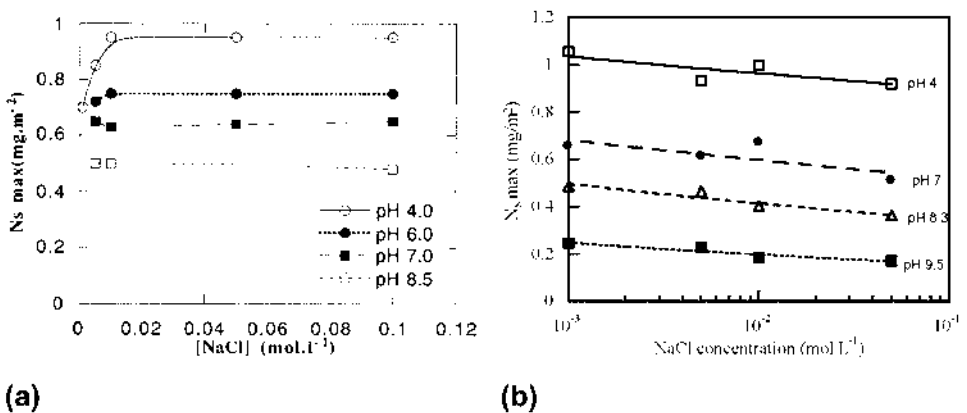 1
0.8
0.6
0.4
0.2
0
Ns max(mg.m⁻²)
pH 4.0
pH 6.0
pH 7.0
pH 8.5
0 0.02 0.04 0.06 0.08 0.1 0.12
[NaCl] (mol.l⁻¹)
(a)
1.2
1
0.8
0.6
0.4
0.2
0
Nₛ max (mg/m²)
pH 4
pH 7
pH 8.3
pH 9.5
10⁻³ 10⁻² 10⁻¹
NaCl concentration (mol L⁻¹)
(b)